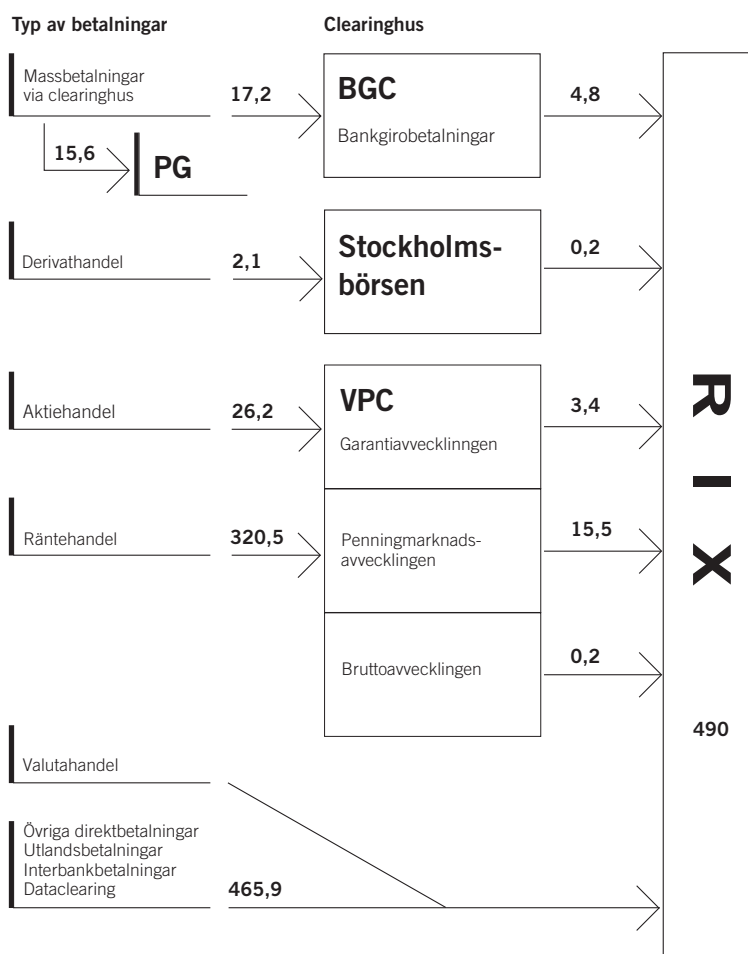 Typ av betalningar
Clearinghus
Massbetalningar
via clearinghus
17,2
BGC
Bankgirobetalningar
4,8
15,6
PG
Derivathandel
2,1
Stockholms-
börsen
0,2
Aktiehandel
26,2
VPC
Garantiavvecklinngen
3,4
Räntehandel
320,5
Penningmarknads-
avvecklingen
15,5
Bruttoavvecklingen
0,2
RIX
490
Valutahandel
Övriga direktbetalningar
Utlandsbetalningar
Interbankbetalningar
Dataclearing
465,9